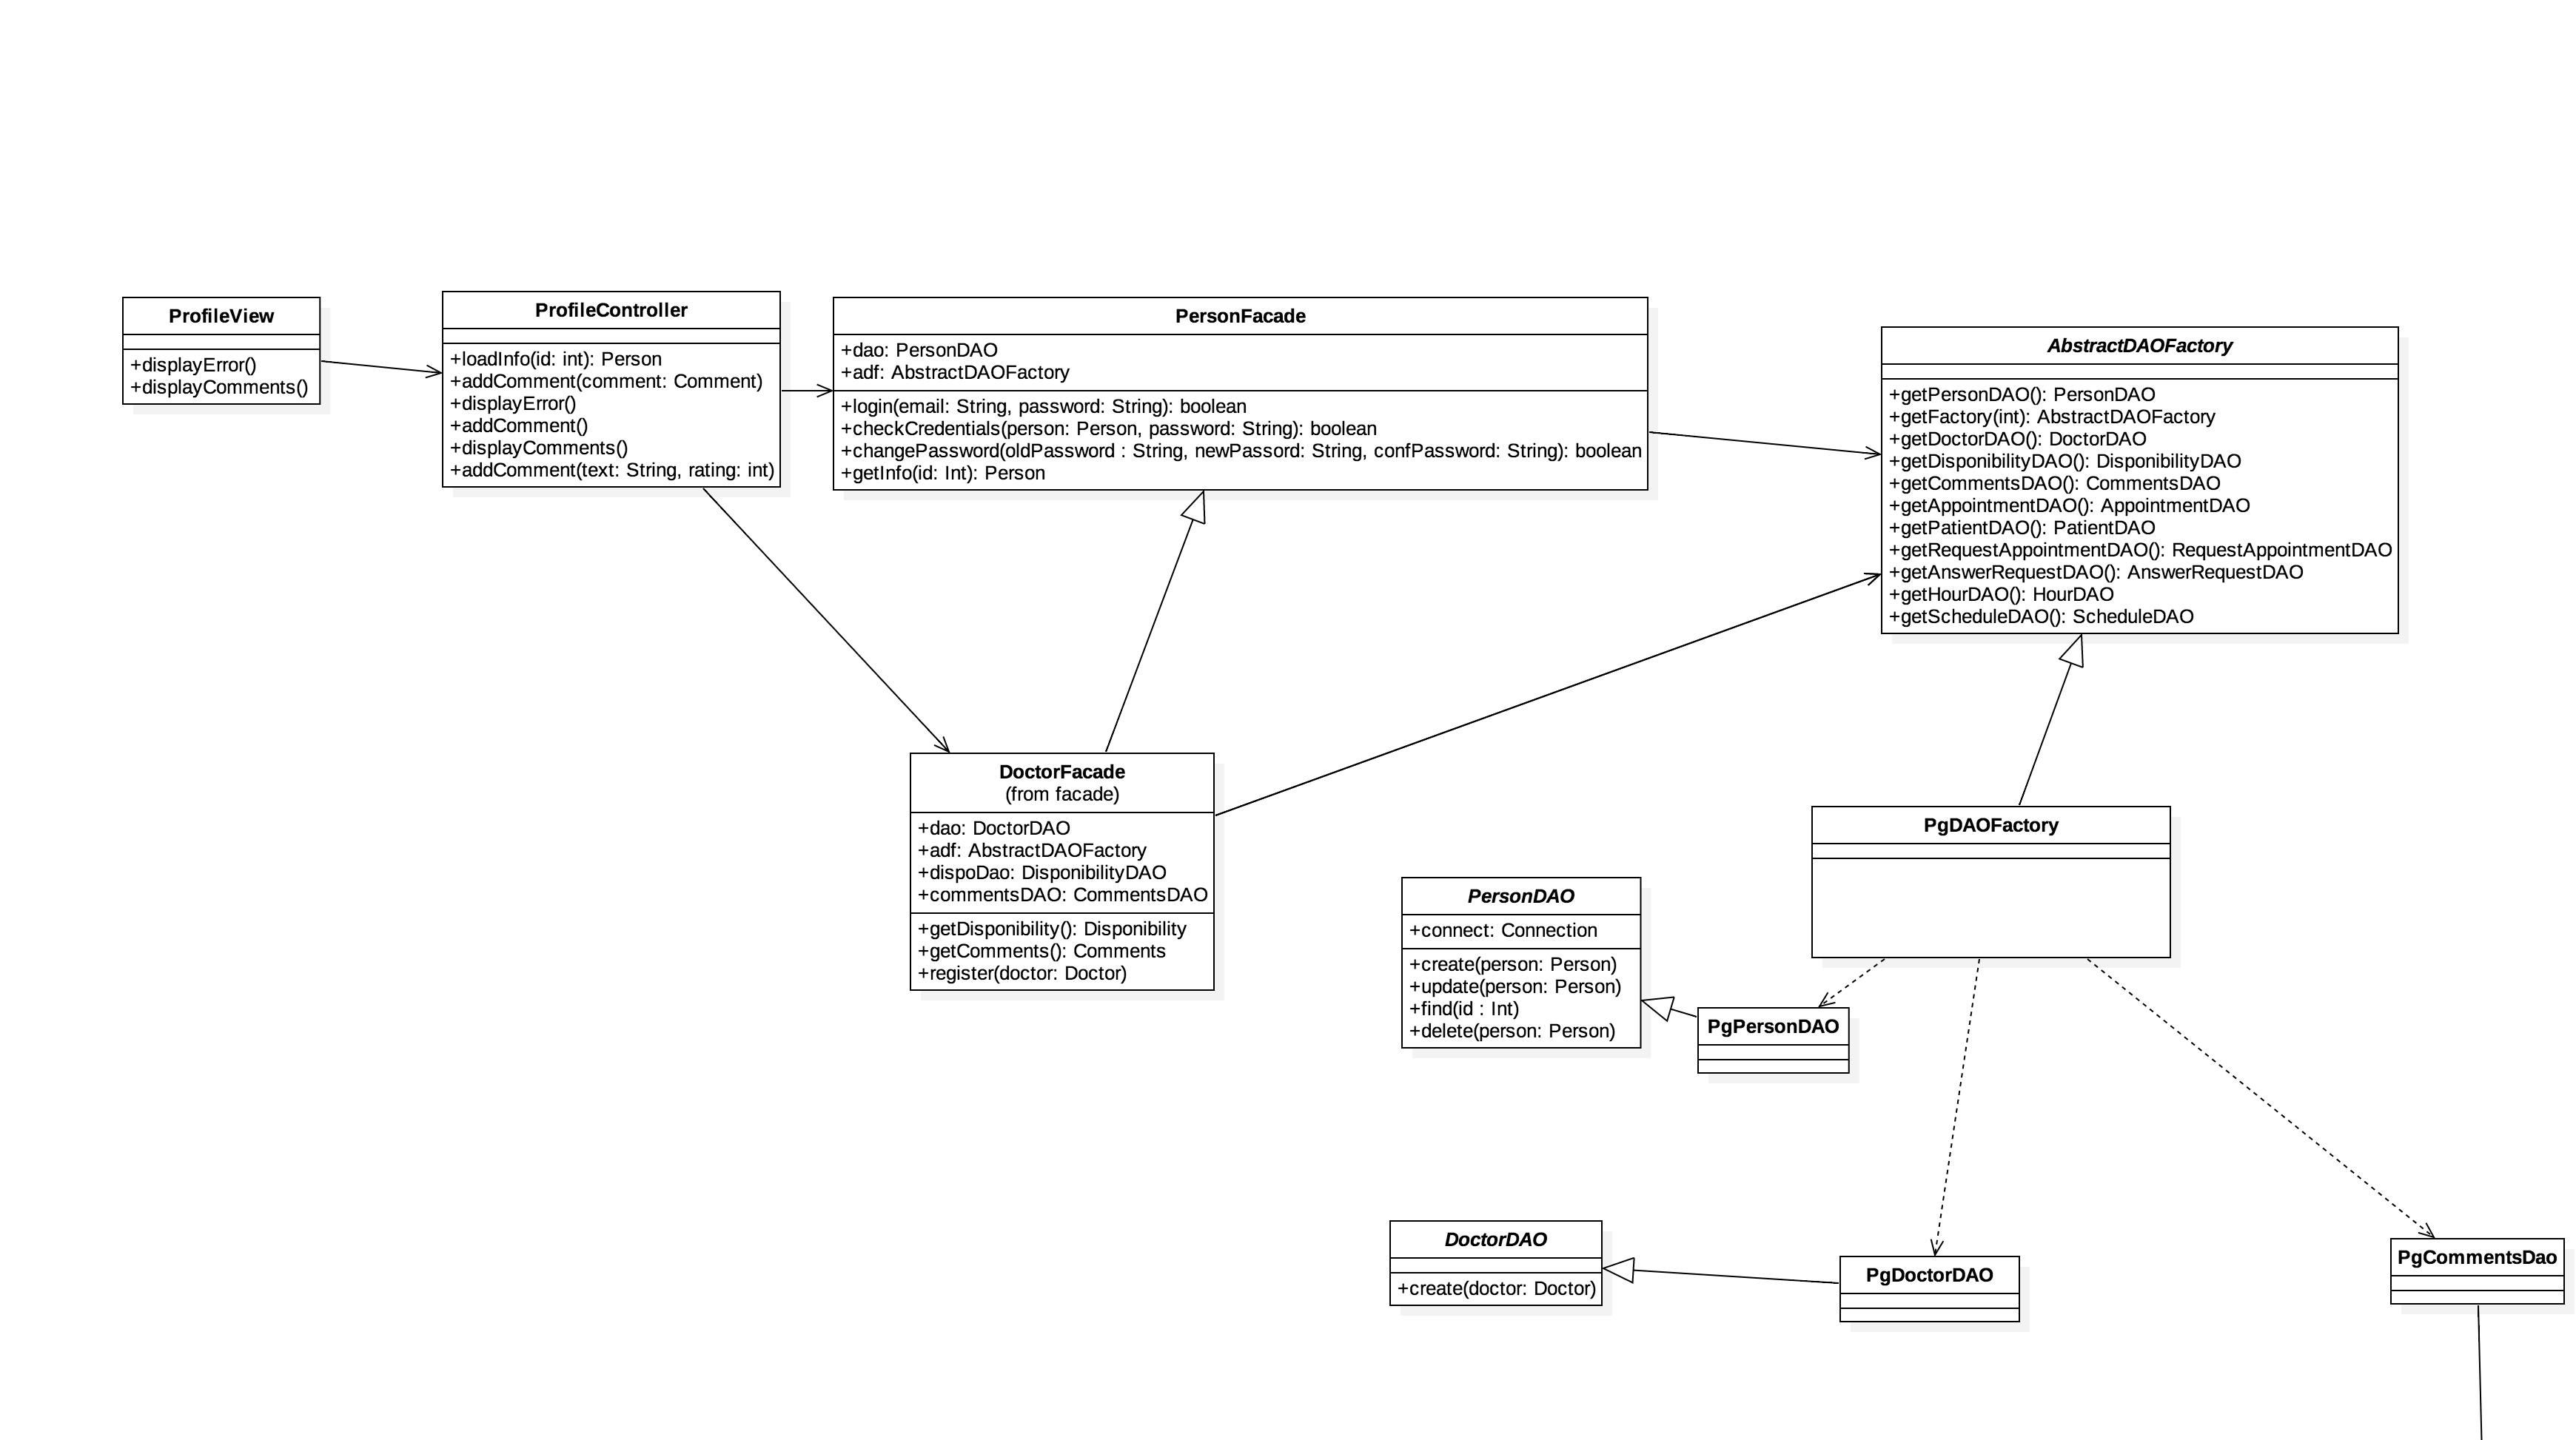 ProfileView
+displayError()
+displayComments()
ProfileController
+loadInfo(id: int): Person
+addComment(comment: Comment)
+displayError()
+addComment()
+displayComments()
+addComment(text: String, rating: int)
PersonFacade
+dao: PersonDAO
+adf: AbstractDAOFactory
+login(email: String, password: String): boolean
+checkCredentials(person: Person, password: String): boolean
+changePassword(oldPassword : String, newPassord: String, confPassword: String): boolean
+getInfo(id: Int): Person
AbstractDAOFactory
+getPersonDAO(): PersonDAO
+getFactory(int): AbstractDAOFactory
+getDoctorDAO(): DoctorDAO
+getDisponibilityDAO(): DisponibilityDAO
+getCommentsDAO(): CommentsDAO
+getAppointmentDAO(): AppointmentDAO
+getPatientDAO(): PatientDAO
+getRequestAppointmentDAO(): RequestAppointmentDAO
+getAnswerRequestDAO(): AnswerRequestDAO
+getHourDAO(): HourDAO
+getScheduleDAO(): ScheduleDAO
DoctorFacade
(from facade)
+dao: DoctorDAO
+adf: AbstractDAOFactory
+dispoDao: DisponibilityDAO
+commentsDAO: CommentsDAO
+getDisponibility(): Disponibility
+getComments(): Comments
+register(doctor: Doctor)
PgDAOFactory
PersonDAO
+connect: Connection
+create(person: Person)
+update(person: Person)
+find(id : Int)
+delete(person: Person)
PgPersonDAO
DoctorDAO
+create(doctor: Doctor)
PgDoctorDAO
PgCommentsDao